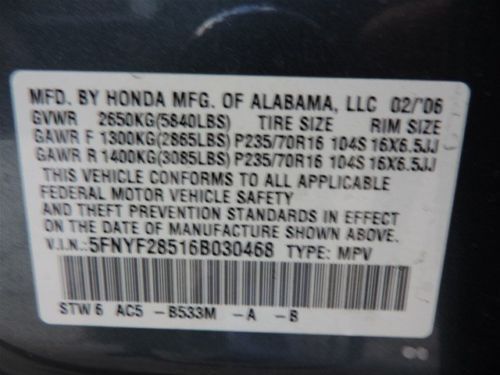 MFD. BY HONDA MFG. OF ALABAMA, LLC 02/'06
GVWR 2650KG(5840LBS) TIRE SIZE RIM SIZE
GAWR F 1300KG(2865LBS) P235/70R16 104S 16X6.5JJ
GAWR R 1400KG(3085LBS) P235/70R16 104S 16X6.5JJ
THIS VEHICLE CONFORMS TO ALL APPLICABLE
FEDERAL MOTOR VEHICLE SAFETY
AND THEFT PREVENTION STANDARDS IN EFFECT
ON THE DATE OF MANUFACTURE SHOWN ABOVE.
V.I.N.: 5FNYF28516B030468 TYPE: MPV
STW 6 AC5 -B533M -A -B